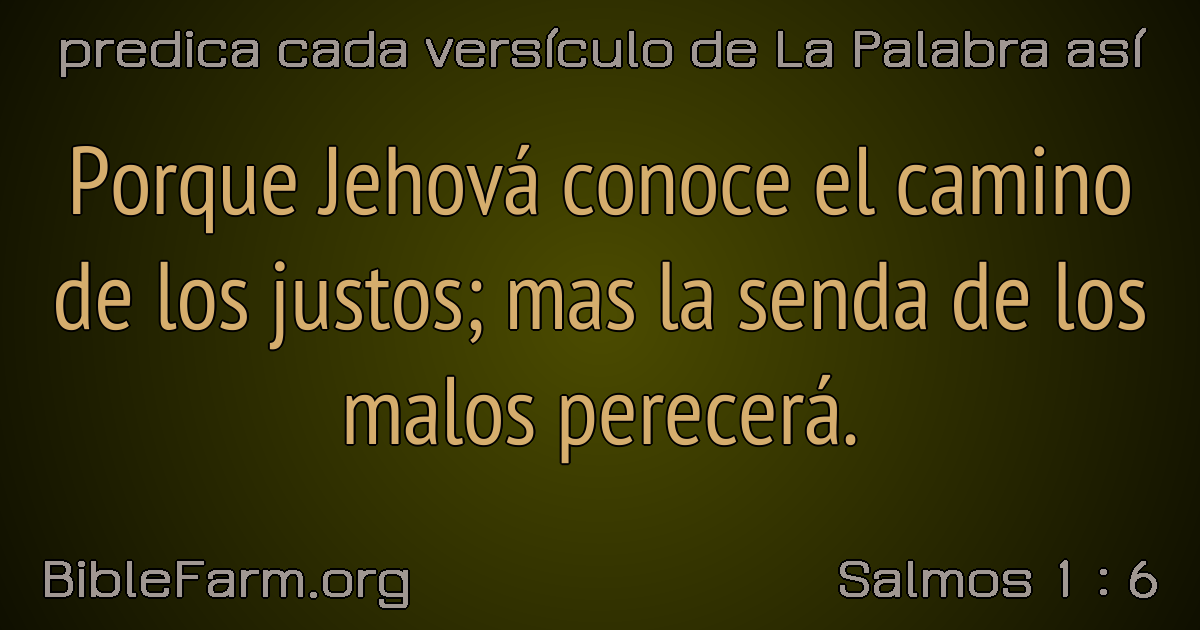 predica cada versículo de La Palabra así
Porque Jehová conoce el camino
de los justos; mas la senda de los
malos perecerá.
BibleFarm.org
Salmos 1 : 6